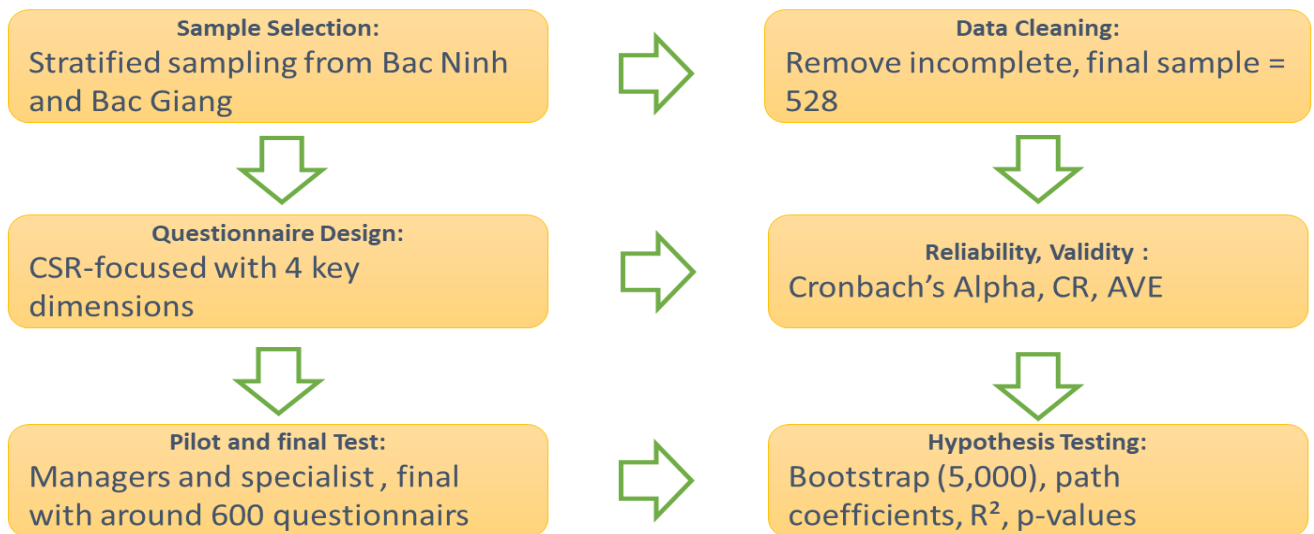 Sample Selection:
Stratified sampling from Bac Ninh
and Bac Giang
Data Cleaning:
Remove incomplete, final sample =
528
Questionnaire Design:
CSR-focused with 4 key
dimensions
Reliability, Validity :
Cronbach’s Alpha, CR, AVE
Pilot and final Test:
Managers and specialist , final
with around 600 questionnairs
Hypothesis Testing:
Bootstrap (5,000), path
coefficients, R², p-values